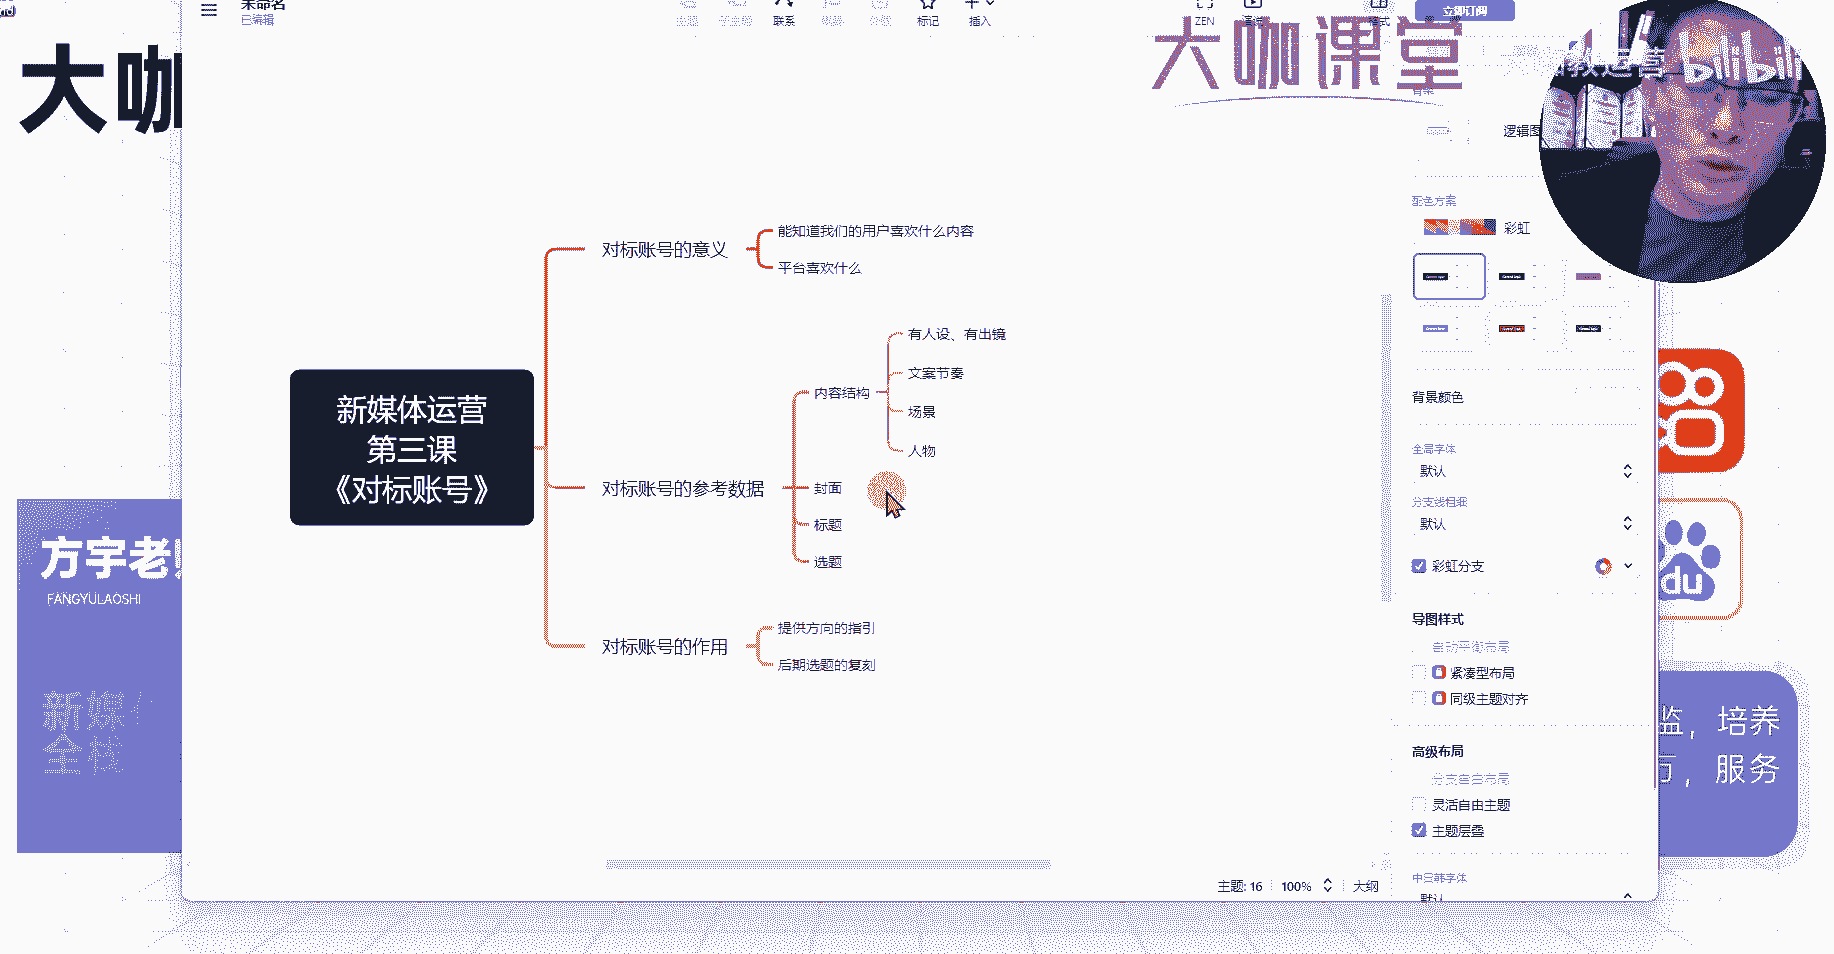 未命名
已编辑
联系
标记
插入
ZEN
格式
立即订阅
大咖
大咖课堂
bilibili
配色方案
彩虹
对标账号的意义
能知道我们的用户喜欢什么内容
平台喜欢什么
有人设、有出镜
文案节奏
内容结构
场景
人物
新媒体运营
第三课
《对标账号》
对标账号的参考数据
封面
标题
选题
对标账号的作用
提供方向的指引
后期选题的复刻
背景颜色
全局字体
默认
分支线粗细
默认
彩虹分支
导图样式
自动平衡布局
紧凑型布局
同级主题对齐
高级布局
分支自由布局
灵活自由主题
主题层叠
中日韩字体
默认
方宇老
FANGYULAOSHI
新媒
全栈
du
监，培养
服务
主题: 16
100%
大纲